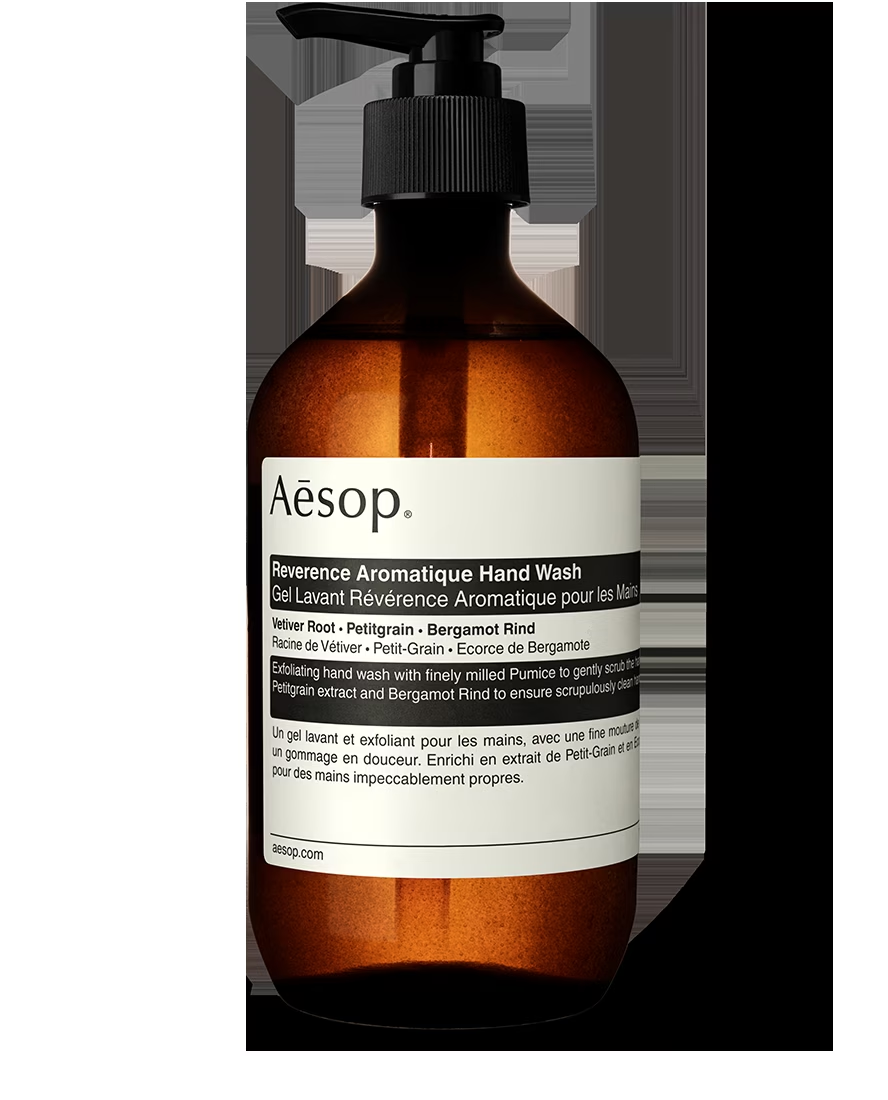 Aēsop.®
Reverence Aromatique Hand Wash
Gel Lavant Révérence Aromatique pour les Mains
Vetiver Root • Petitgrain • Bergamot Rind
Racine de Vétiver • Petit-Grain • Ecorce de Bergamote
Exfoliating hand wash with finely milled Pumice to gently scrub the
Petitgrain extract and Bergamot Rind to ensure scrupulously clean
Un gel lavant et exfoliant pour les mains, avec une fine mouture
un gommage en douceur. Enrichi en extrait de Petit-Grain et en
pour des mains impeccablement propres.
aesop.com